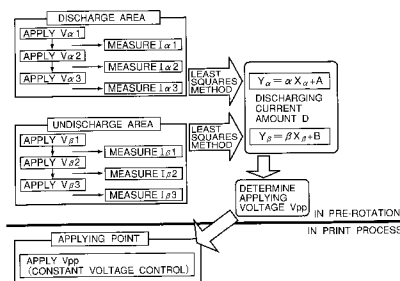 DISCHARGE AREA
APPLY Vα1
MEASURE Iα1
APPLY Vα2
MEASURE Iα2
APPLY Vα3
MEASURE Iα3
LEAST
SQUARES
METHOD
UNDISCHARGE AREA
APPLY Vβ1
MEASURE Iβ1
APPLY Vβ2
MEASURE Iβ2
APPLY Vβ3
MEASURE Iβ3
LEAST
SQUARES
METHOD
Yα=αXα+A
DISCHARGING
CURRENT
AMOUNT D
Yβ=βXβ+B
DETERMINE
APPLYING
VOLTAGE Vpp
IN PRE-ROTATION
IN PRINT PROCESS
APPLYING POINT
APPLY Vpp
(CONSTANT VOLTAGE CONTROL)